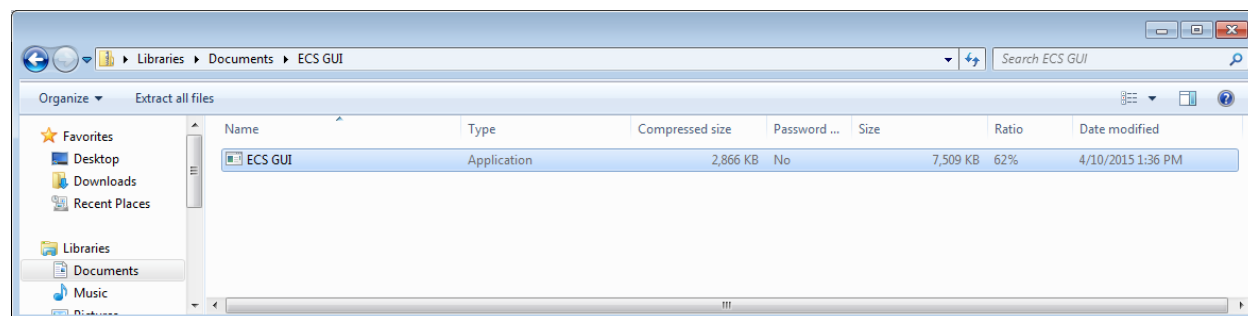 Libraries Documents ECS GUI Search ECS GUI
Organize Extract all files
Name Type Compressed size Password ... Size Ratio Date modified
Favorites
ECS GUI Application 2,866 KB No 7,509 KB 62% 4/10/2015 1:36 PM
Desktop
Downloads
Recent Places
Libraries
Documents
Music
Pictures